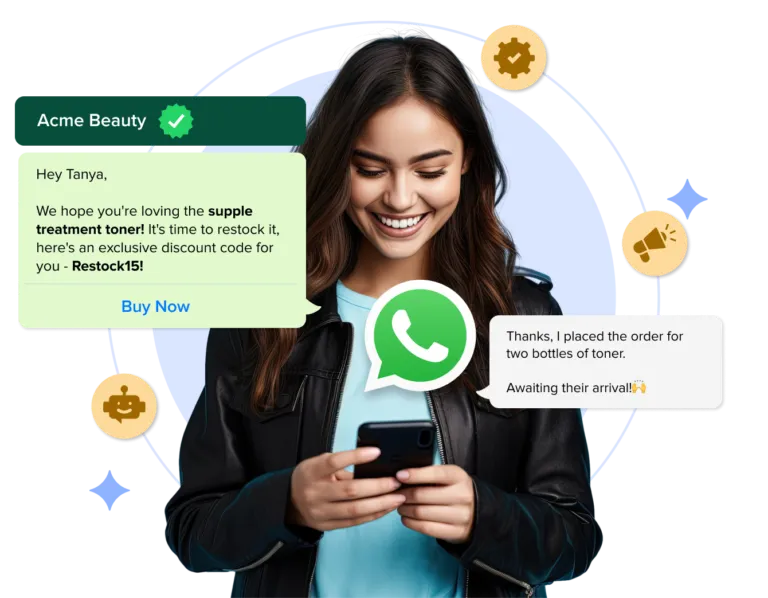 Acme Beauty
Hey Tanya,
We hope you're loving the supple
treatment toner! It's time to restock it,
here's an exclusive discount code for
you - Restock15!
Buy Now
Thanks, I placed the order for
two bottles of toner.
Awaiting their arrival!🙌